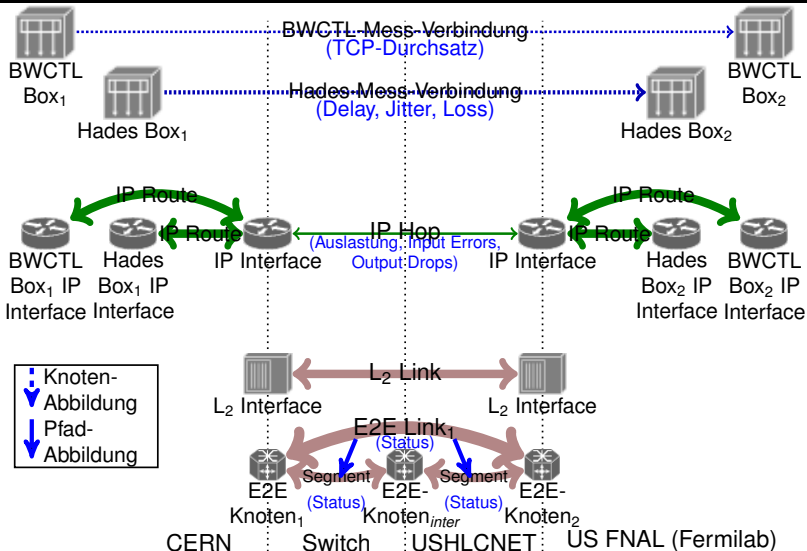 BWCTL-Mess-Verbindung
(TCP-Durchsatz)
BWCTL
Box1
BWCTL
Box2
Hades-Mess-Verbindung
(Delay, Jitter, Loss)
Hades Box1
Hades Box2
IP Route
IP Route
IP Route
IP Hop
IP Route
(Auslastung, Input Errors,
Output Drops)
BWCTL
Box1 IP
Interface
Hades
Box1 IP
Interface
IP Interface
IP Interface
Hades
Box2 IP
Interface
BWCTL
Box2 IP
Interface
L2 Link
L2 Interface
L2 Interface
Knoten-
Abbildung
Pfad-
Abbildung
E2E Link1
(Status)
Segment
(Status)
Segment
(Status)
E2E
Knoten1
E2E-
Knoteninter
E2E-
Knoten2
CERN
Switch
USHLCNET
US FNAL (Fermilab)